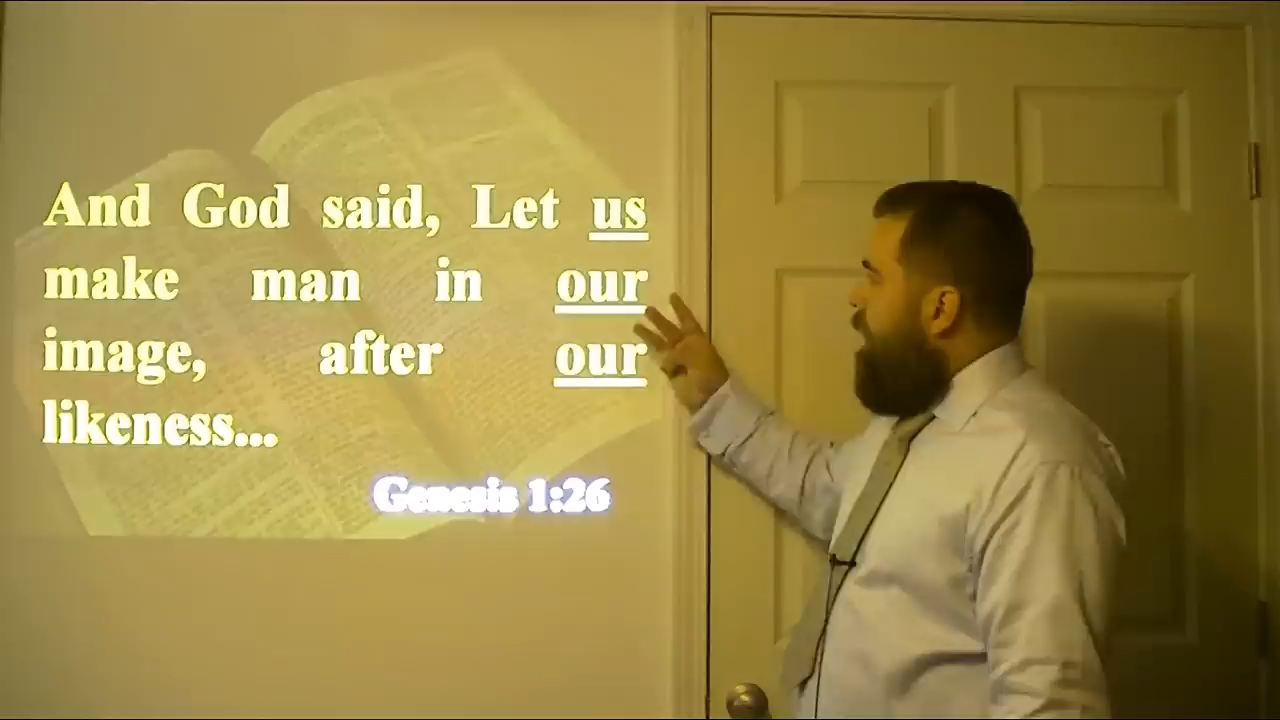 And God said, Let us
make man in our
image, after our
likeness...
Genesis 1:26